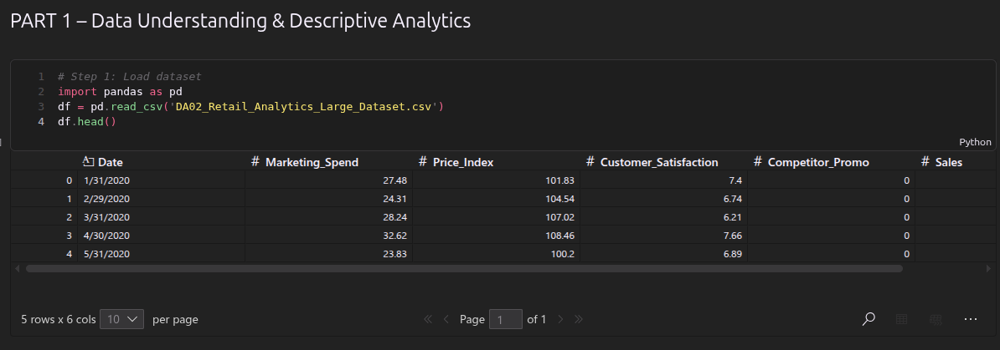 PART 1 – Data Understanding & Descriptive Analytics
1 # Step 1: Load dataset
2 import pandas as pd
3 df = pd.read_csv('DA02_Retail_Analytics_Large_Dataset.csv')
4 df.head()
Python
Date # Marketing_Spend # Price_Index # Customer_Satisfaction # Competitor_Promo # Sales
0 1/31/2020 27.48 101.83 7.4 0
1 2/29/2020 24.31 104.54 6.74 0
2 3/31/2020 28.24 107.02 6.21 0
3 4/30/2020 32.62 108.46 7.66 0
4 5/31/2020 23.83 100.2 6.89 0
5 rows x 6 cols 10 per page « < Page 1 of 1 > » ...